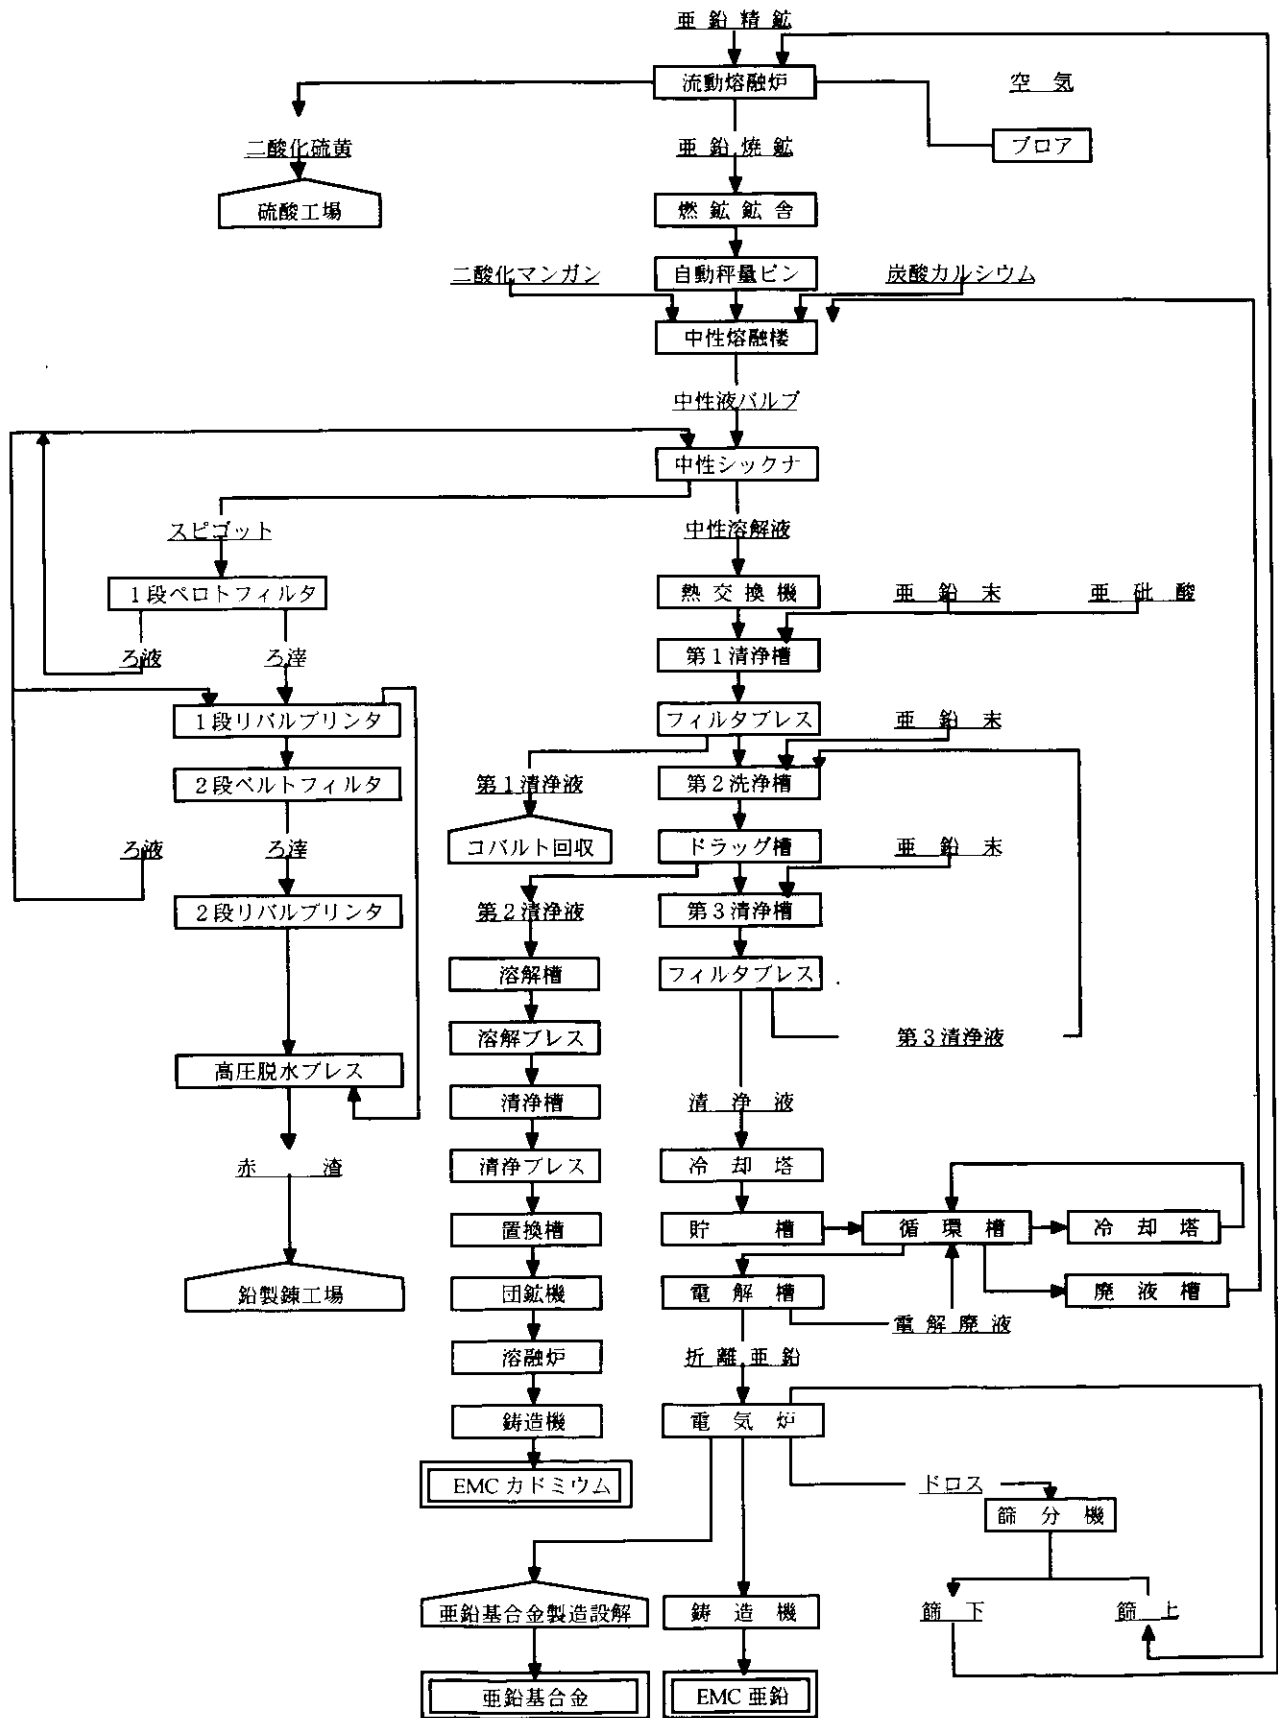 亜鉛精鉱
流動熔融炉
空気
二酸化硫黄
亜鉛焼鉱
ブロア
硫酸工場
燃鉱鉱舎
二酸化マンガン
自動秤量ビン
炭酸カルシウム
中性熔融楼
中性液パルプ
中性シックナ
スピゴット
中性溶解液
1段ベロトフィルタ
熱交換機
亜鉛末
亜砒酸
ろ液
ろ滓
第1清浄槽
1段リバルブリンタ
フィルタプレス
亜鉛末
2段ベルトフィルタ
第1清浄液
第2洗浄槽
ろ液
ろ滓
コバルト回収
ドラッグ槽
亜鉛末
2段リバルブリンタ
第2清浄液
第3清浄槽
溶解槽
フィルタプレス
溶解プレス
第3清浄液
高圧脱水プレス
清浄槽
清浄液
赤渣
清浄プレス
冷却塔
置換槽
貯槽
循環槽
冷却塔
鉛製錬工場
団鉱機
電解槽
廃液槽
電解廃液
溶融炉
折離亜鉛
鋳造機
電気炉
EMCカドミウム
ドロス
篩分機
亜鉛基合金製造設解
鋳造機
篩下
篩上
亜鉛基合金
EMC亜鉛